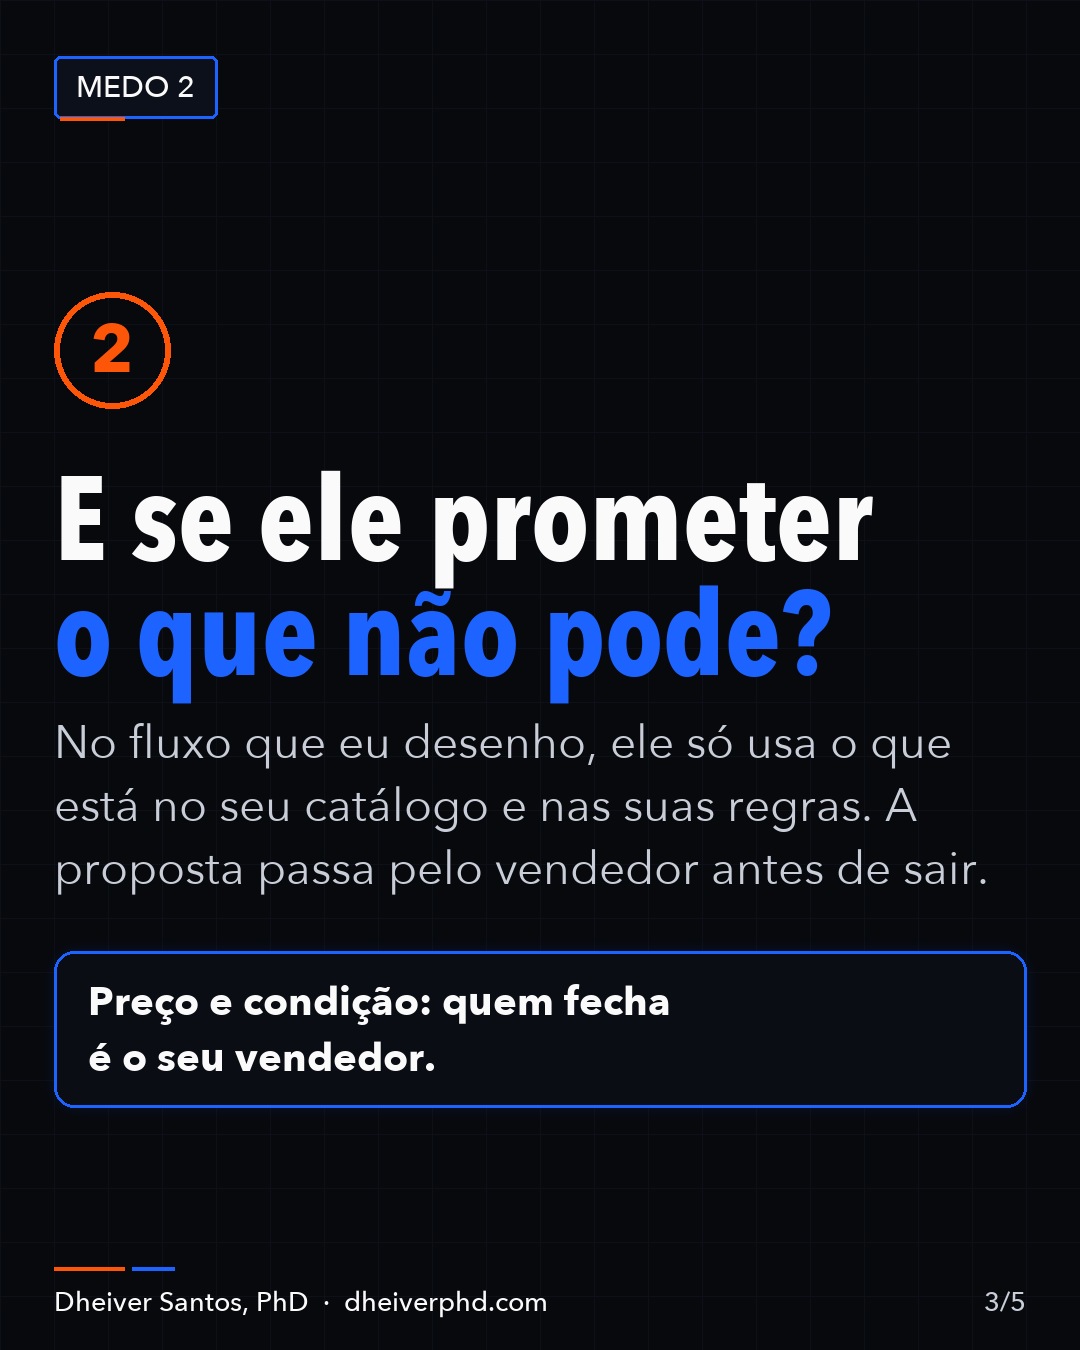 MEDO 2
2
E se ele prometer
o que não pode?
No fluxo que eu desenho, ele só usa o que
está no seu catálogo e nas suas regras. A
proposta passa pelo vendedor antes de sair.
Preço e condição: quem fecha
é o seu vendedor.
Dheiver Santos, PhD · dheiverphd.com
3/5